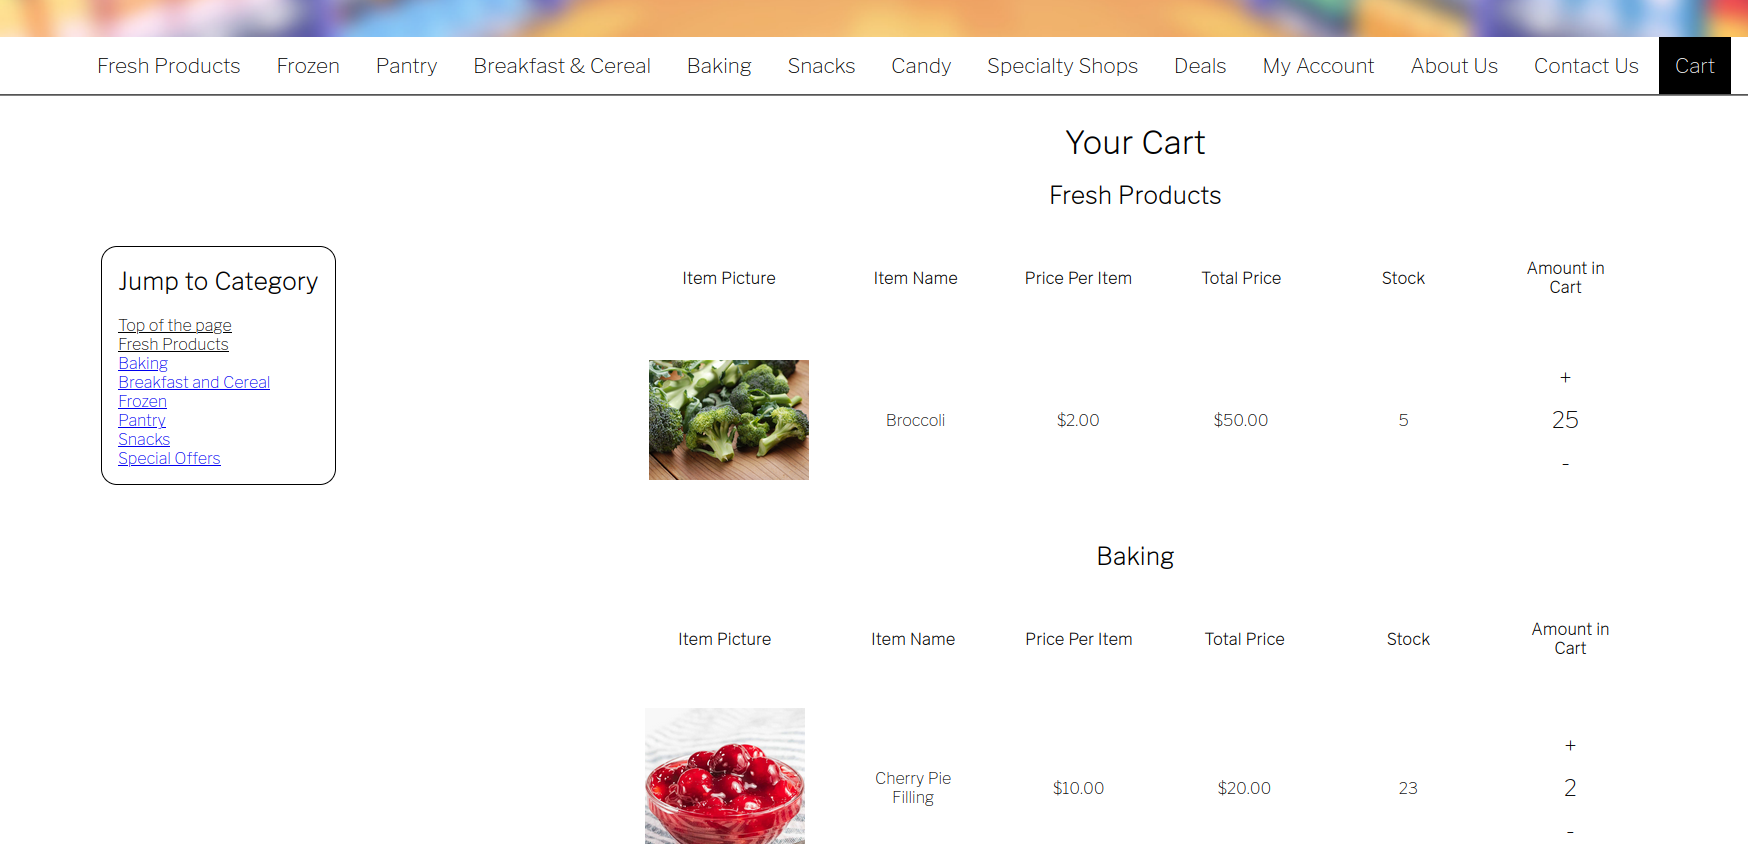 Fresh Products Frozen Pantry Breakfast & Cereal Baking Snacks Candy Specialty Shops Deals My Account About Us Contact Us Cart
Your Cart
Fresh Products
Jump to Category
Top of the page
Fresh Products
Baking
Breakfast and Cereal
Frozen
Pantry
Snacks
Special Offers
Item Picture Item Name Price Per Item Total Price Stock Amount in
Cart
+
Broccoli $2.00 $50.00 5 25
-
Baking
Item Picture Item Name Price Per Item Total Price Stock Amount in
Cart
+
Cherry Pie
Filling $10.00 $20.00 23 2
-